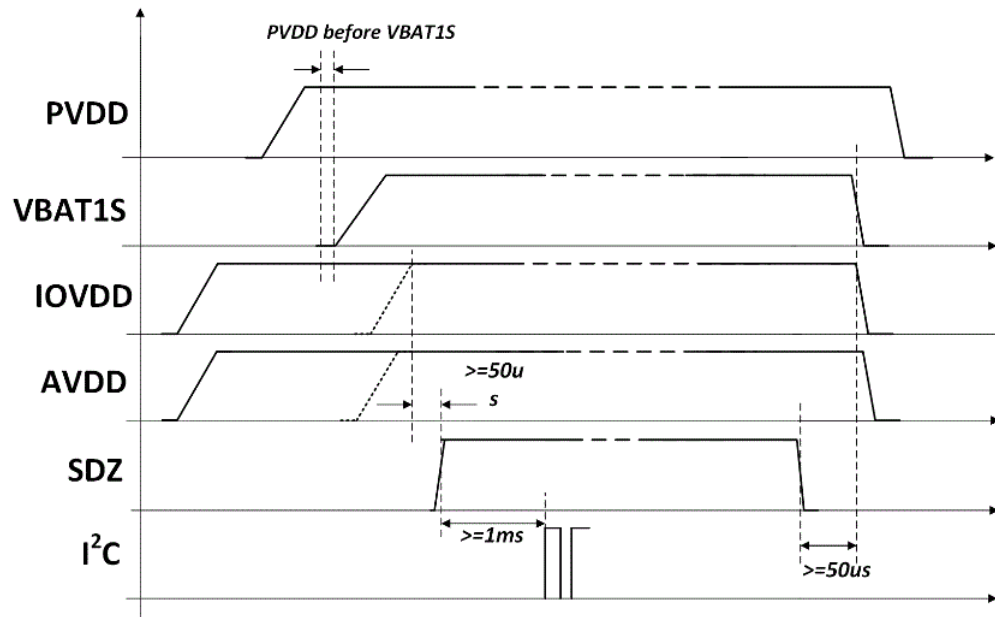 PVDD before VBAT1S
PVDD
VBAT1S
IOVDD
AVDD
>=50u
s
SDZ
>=1ms
I²C
>=50us